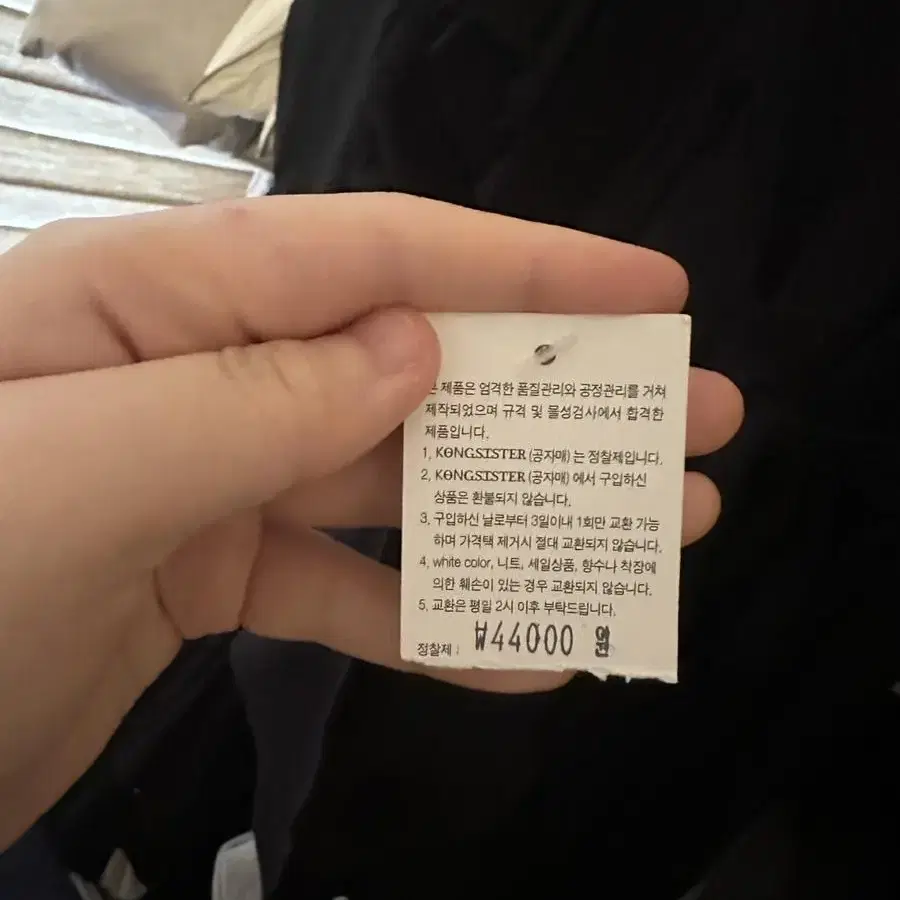 본 제품은 엄격한 품질관리와 공정관리를 거쳐
제작되었으며 규격 및 물성검사에서 합격한
제품입니다.
1, KONGSISTER (공자매) 는 정찰제입니다.
2, KONGSISTER (공자매) 에서 구입하신
상품은 환불되지 않습니다.
3, 구입하신 날로부터 3일이내 1회만 교환 가능
하며 가격택 제거시 절대 교환되지 않습니다.
4, white color, 니트, 세일상품, 향수나 착장에
의한 훼손이 있는 경우 교환되지 않습니다.
5, 교환은 평일 2시 이후 부탁드립니다.
정찰제 : ₩44000 원